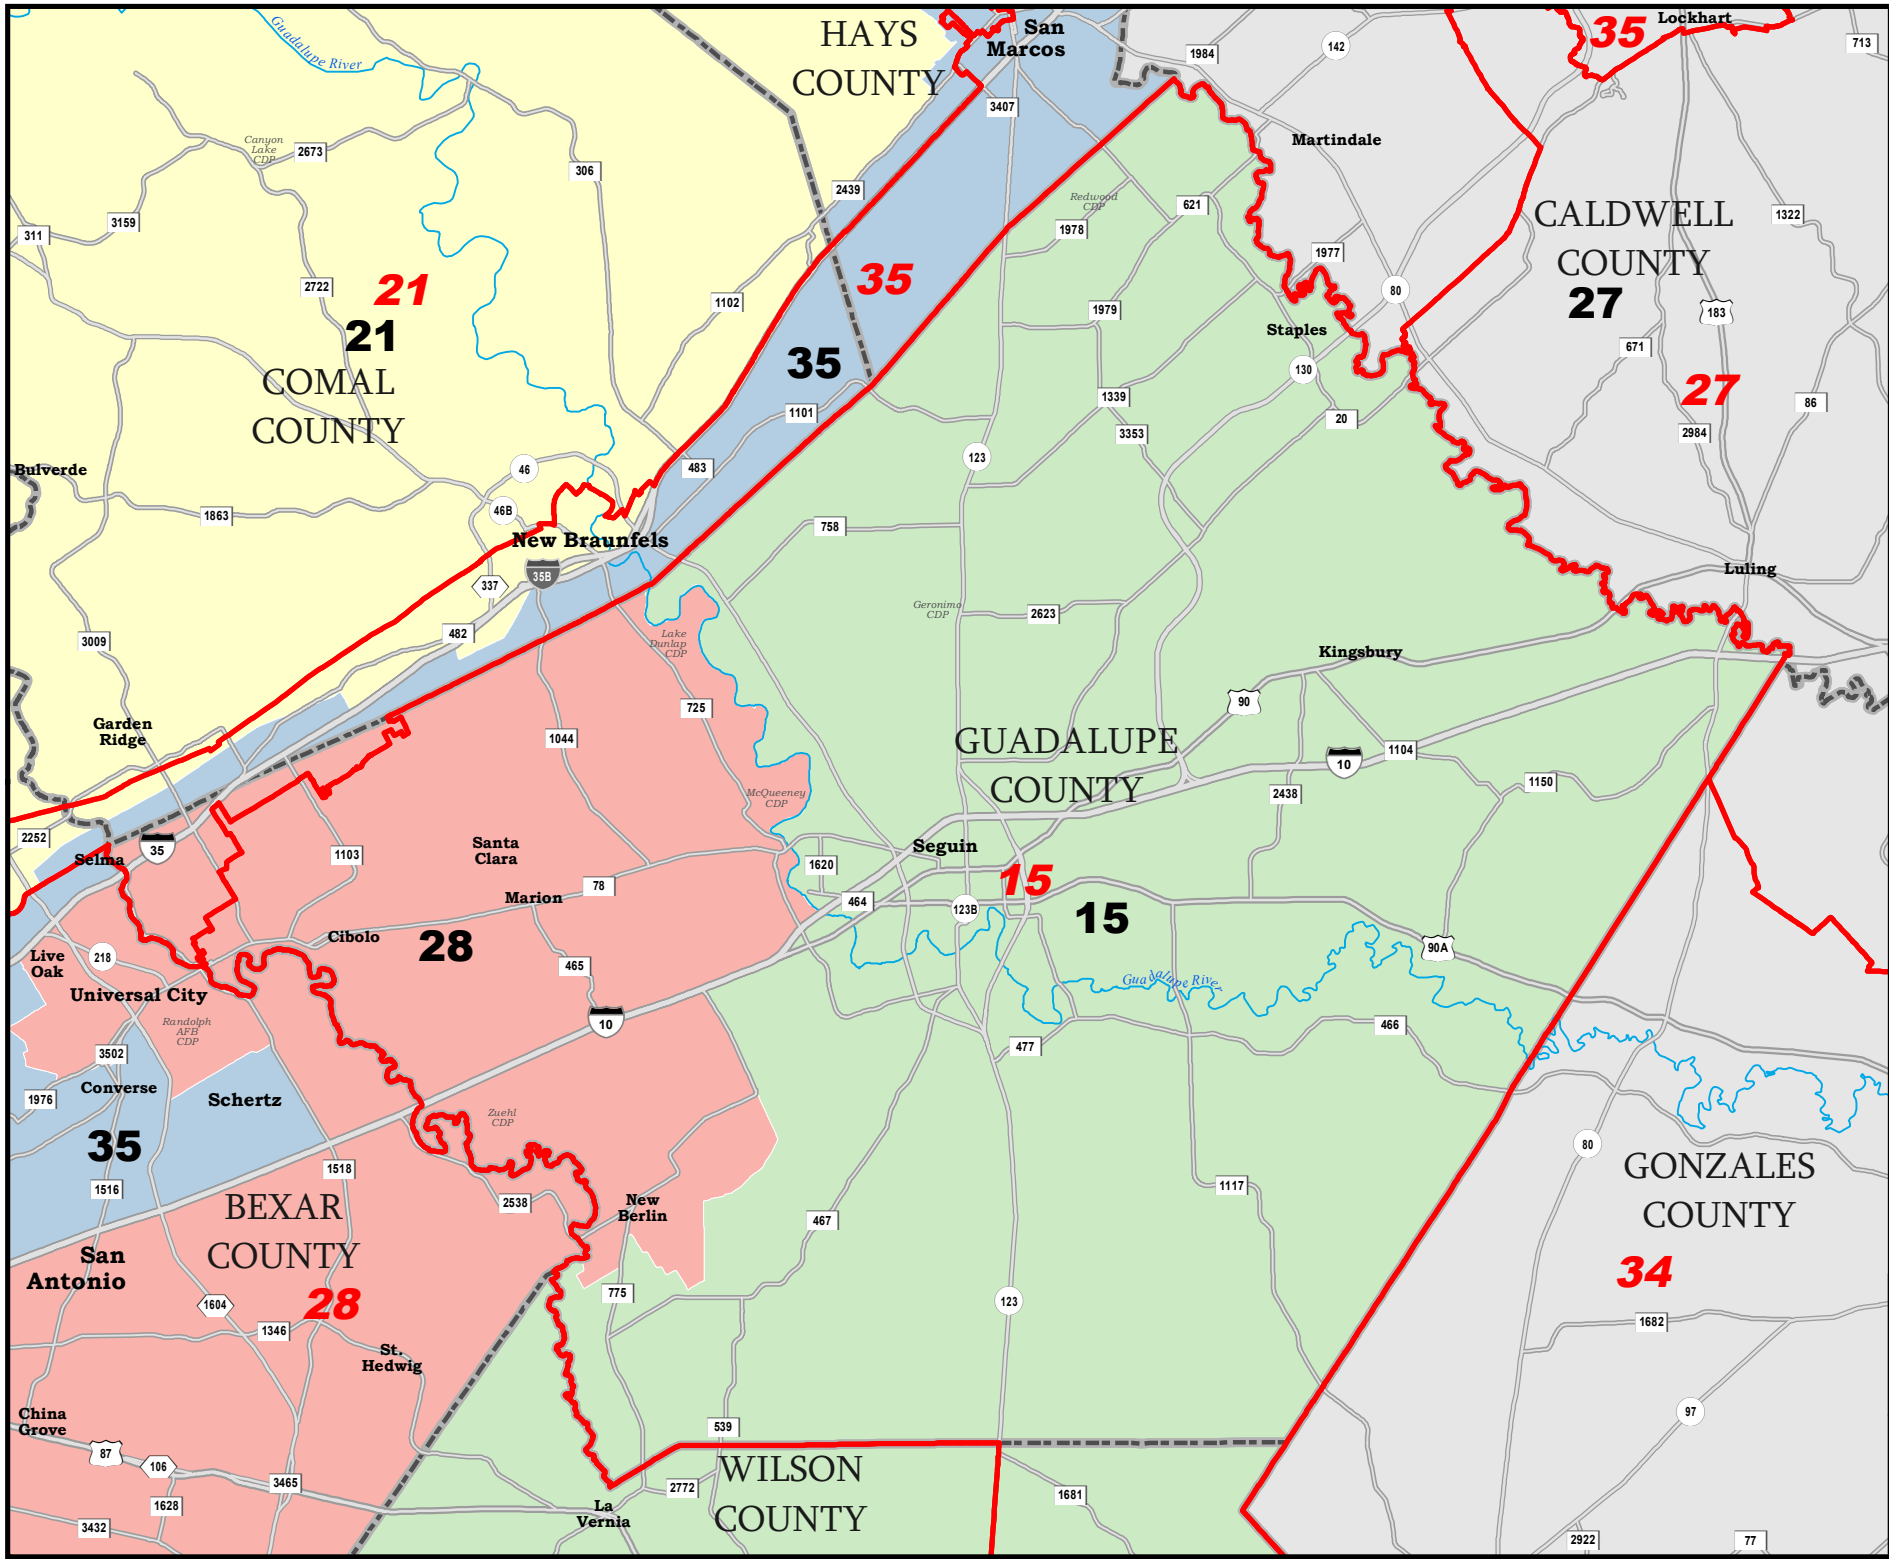 HAYS
COUNTY
San
Marcos
35
Lockhart
713
142
1984
Guadalupe River
3407
Martindale
Canyon
Lake
CDP
2673
306
2439
Redwood
CDP
621
1978
CALDWELL
COUNTY
27
1322
3159
311
1977
2722
21
21
35
80
1979
183
1102
Staples
671
35
130
27
COMAL
COUNTY
1339
86
1101
20
3353
2984
Bulverde
46
483
123
46B
1863
758
New Braunfels
35B
337
Luling
Geronimo
CDP
2623
482
3009
Lake
Dunlap
CDP
Kingsbury
725
90
Garden
Ridge
1044
GUADALUPE
COUNTY
1104
10
1150
McQueeney
CDP
2438
2252
35
Selma
1103
Santa
Clara
Seguin
1620
15
78
Marion
464
123B
15
Cibolo
28
90A
Live
Oak
218
465
Guadalupe River
Universal City
Randolph
AFB
CDP
10
466
3502
477
Converse
1976
Schertz
Zuehl
CDP
35
80
1518
GONZALES
COUNTY
1516
BEXAR
COUNTY
2538
New
Berlin
1117
467
San
Antonio
34
1604
28
775
123
1346
1682
St.
Hedwig
China
Grove
97
539
87
106
WILSON
COUNTY
3465
2772
1628
La
Vernia
1681
3432
2922
77